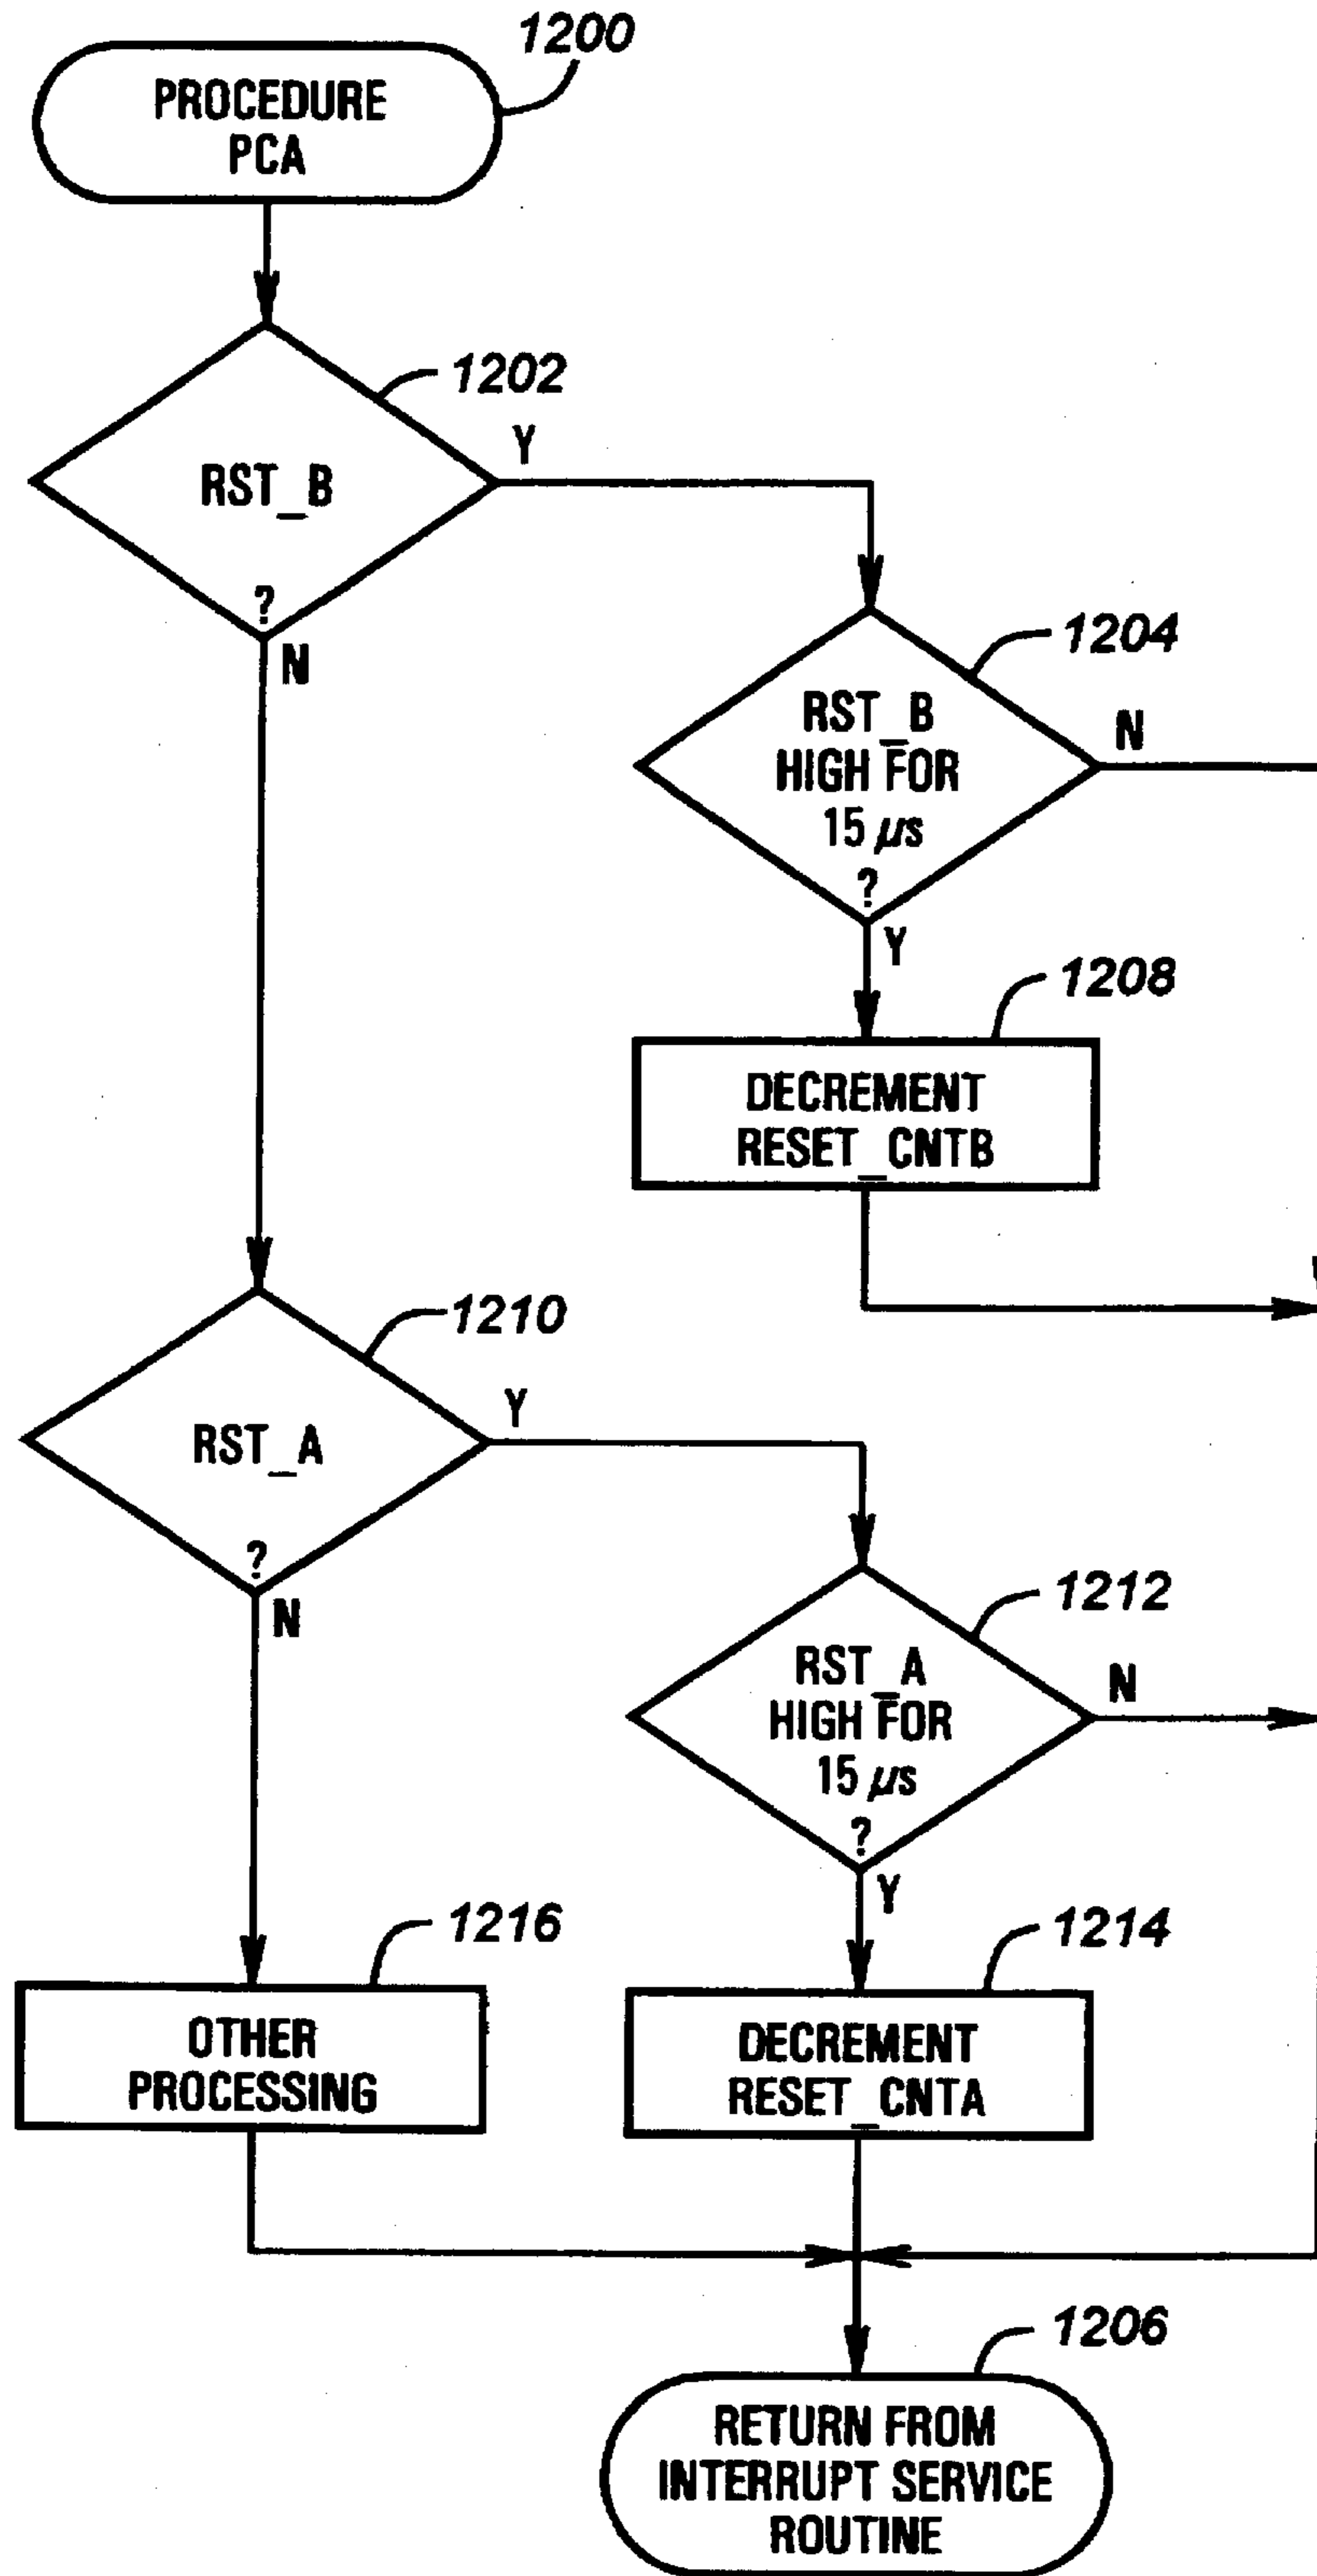 1200
PROCEDURE
PCA
1202
RST_B
?
Y
N
1204
RST_B
HIGH FOR
15 µs
?
N
Y
1208
DECREMENT
RESET_CNTB
1210
RST_A
?
Y
N
1212
RST_A
HIGH FOR
15 µs
?
N
Y
1216
OTHER
PROCESSING
1214
DECREMENT
RESET_CNTA
1206
RETURN FROM
INTERRUPT SERVICE
ROUTINE